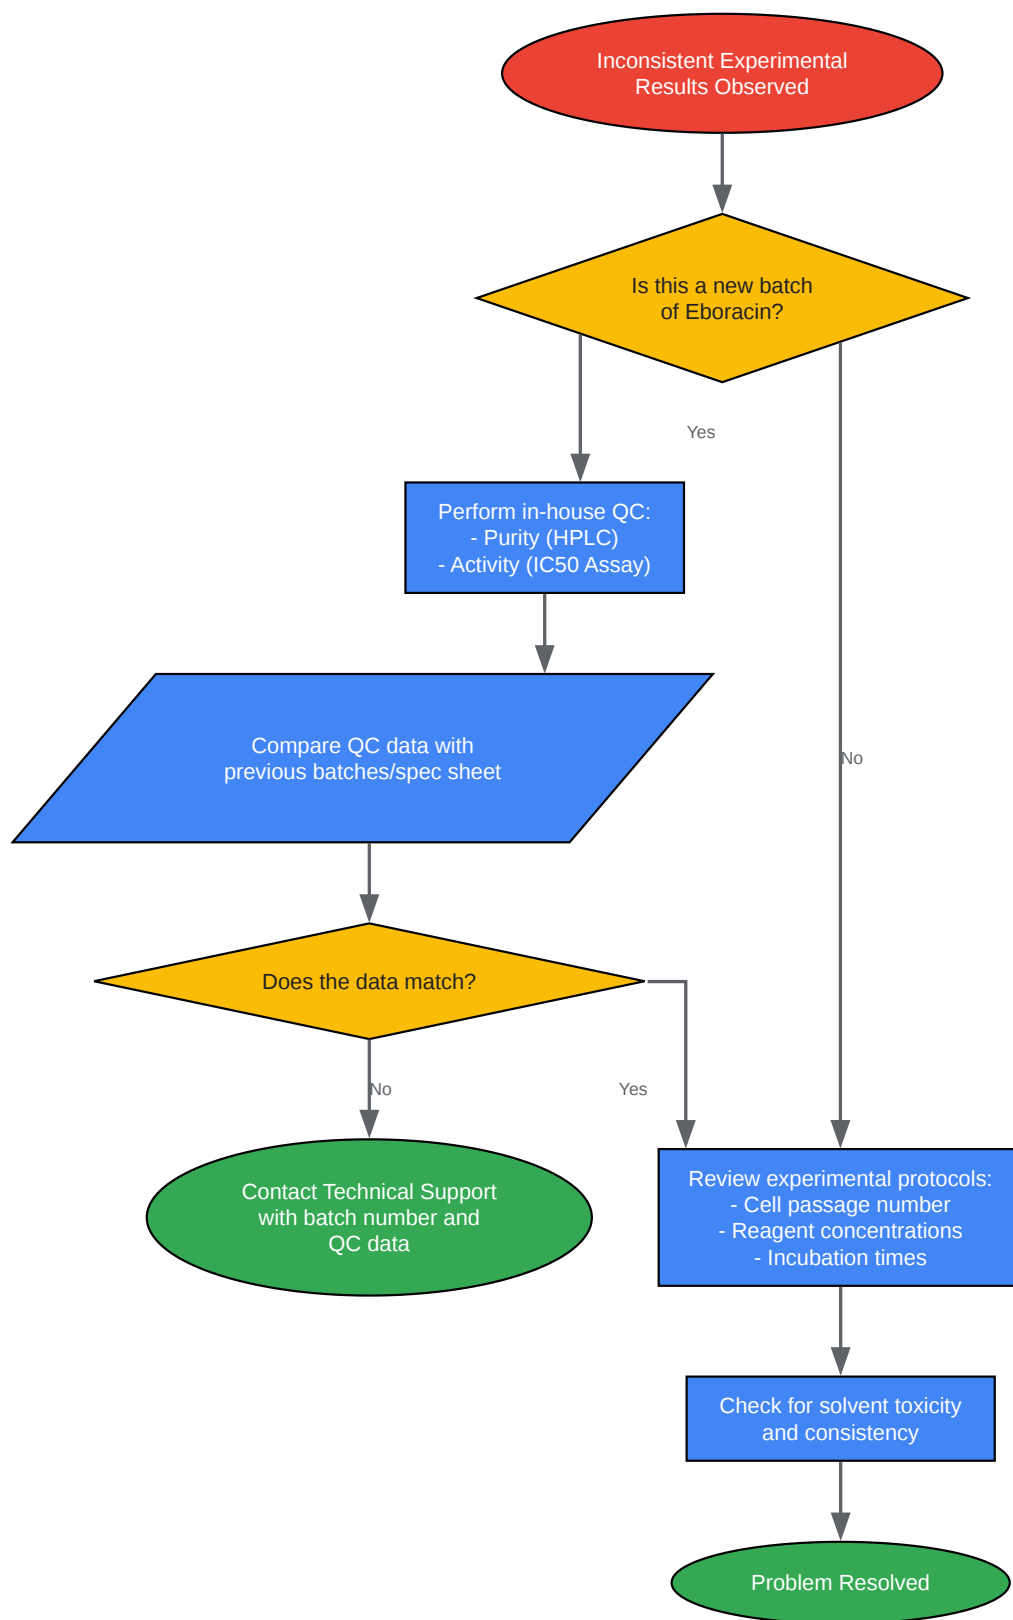 Inconsistent Experimental
Results Observed
Is this a new batch
of Eboracin?
Yes
Perform in-house QC:
- Purity (HPLC)
- Activity (IC50 Assay)
Compare QC data with
previous batches/spec sheet
No
Does the data match?
No
Yes
Contact Technical Support
with batch number and
QC data
Review experimental protocols:
- Cell passage number
- Reagent concentrations
- Incubation times
Check for solvent toxicity
and consistency
Problem Resolved